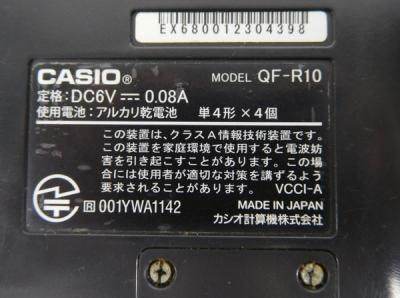 EX680012304398
CASIO® MODEL QF-R10
定格:DC6V ⎓ 0.08A
使用電池:アルカリ乾電池 単4形×4個
この装置は、クラスA情報技術装置です。
この装置を家庭環境で使用すると電波妨
害を引き起こすことがあります。この場
合には使用者が適切な対策を講ずるよう
要求されることがあります。 VCCI-A
R 001YWA1142
MADE IN JAPAN
カシオ計算機株式会社